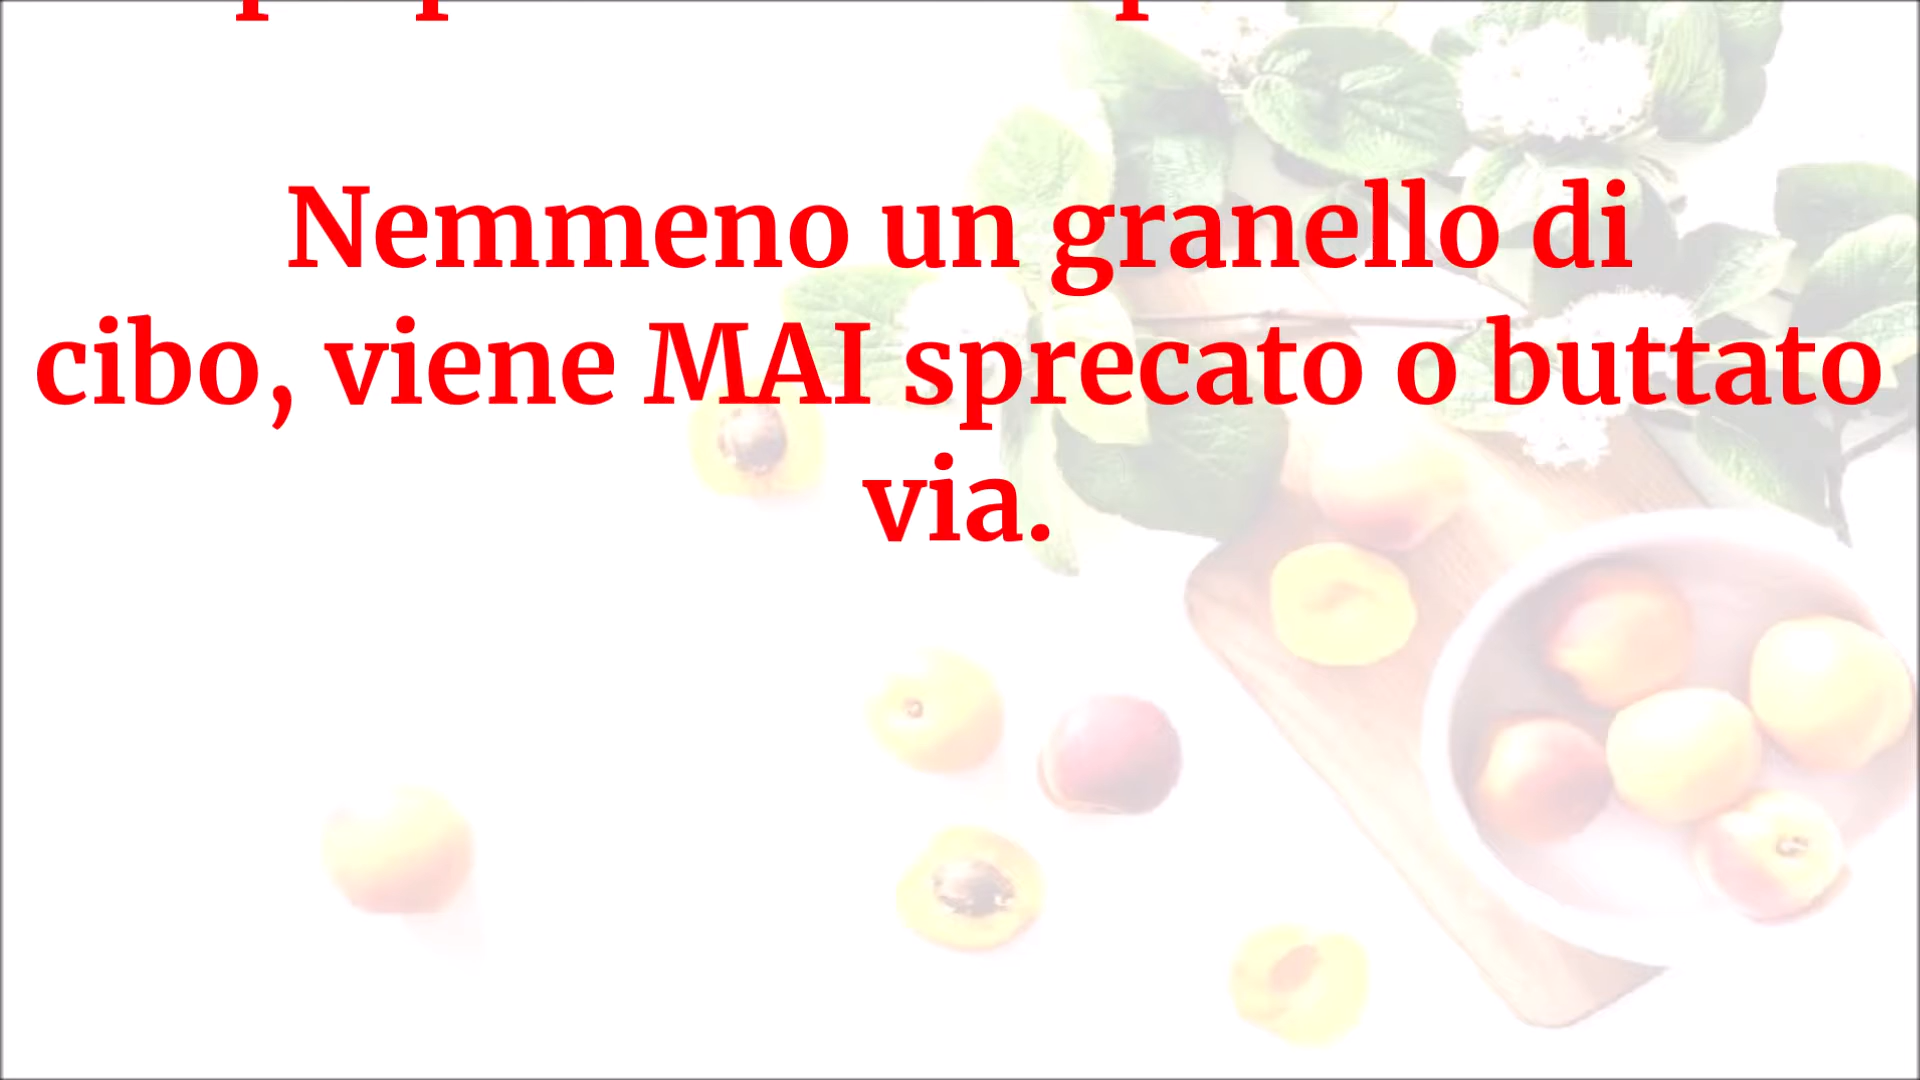 Nemmeno un granello di
cibo, viene MAI sprecato o buttato
via.